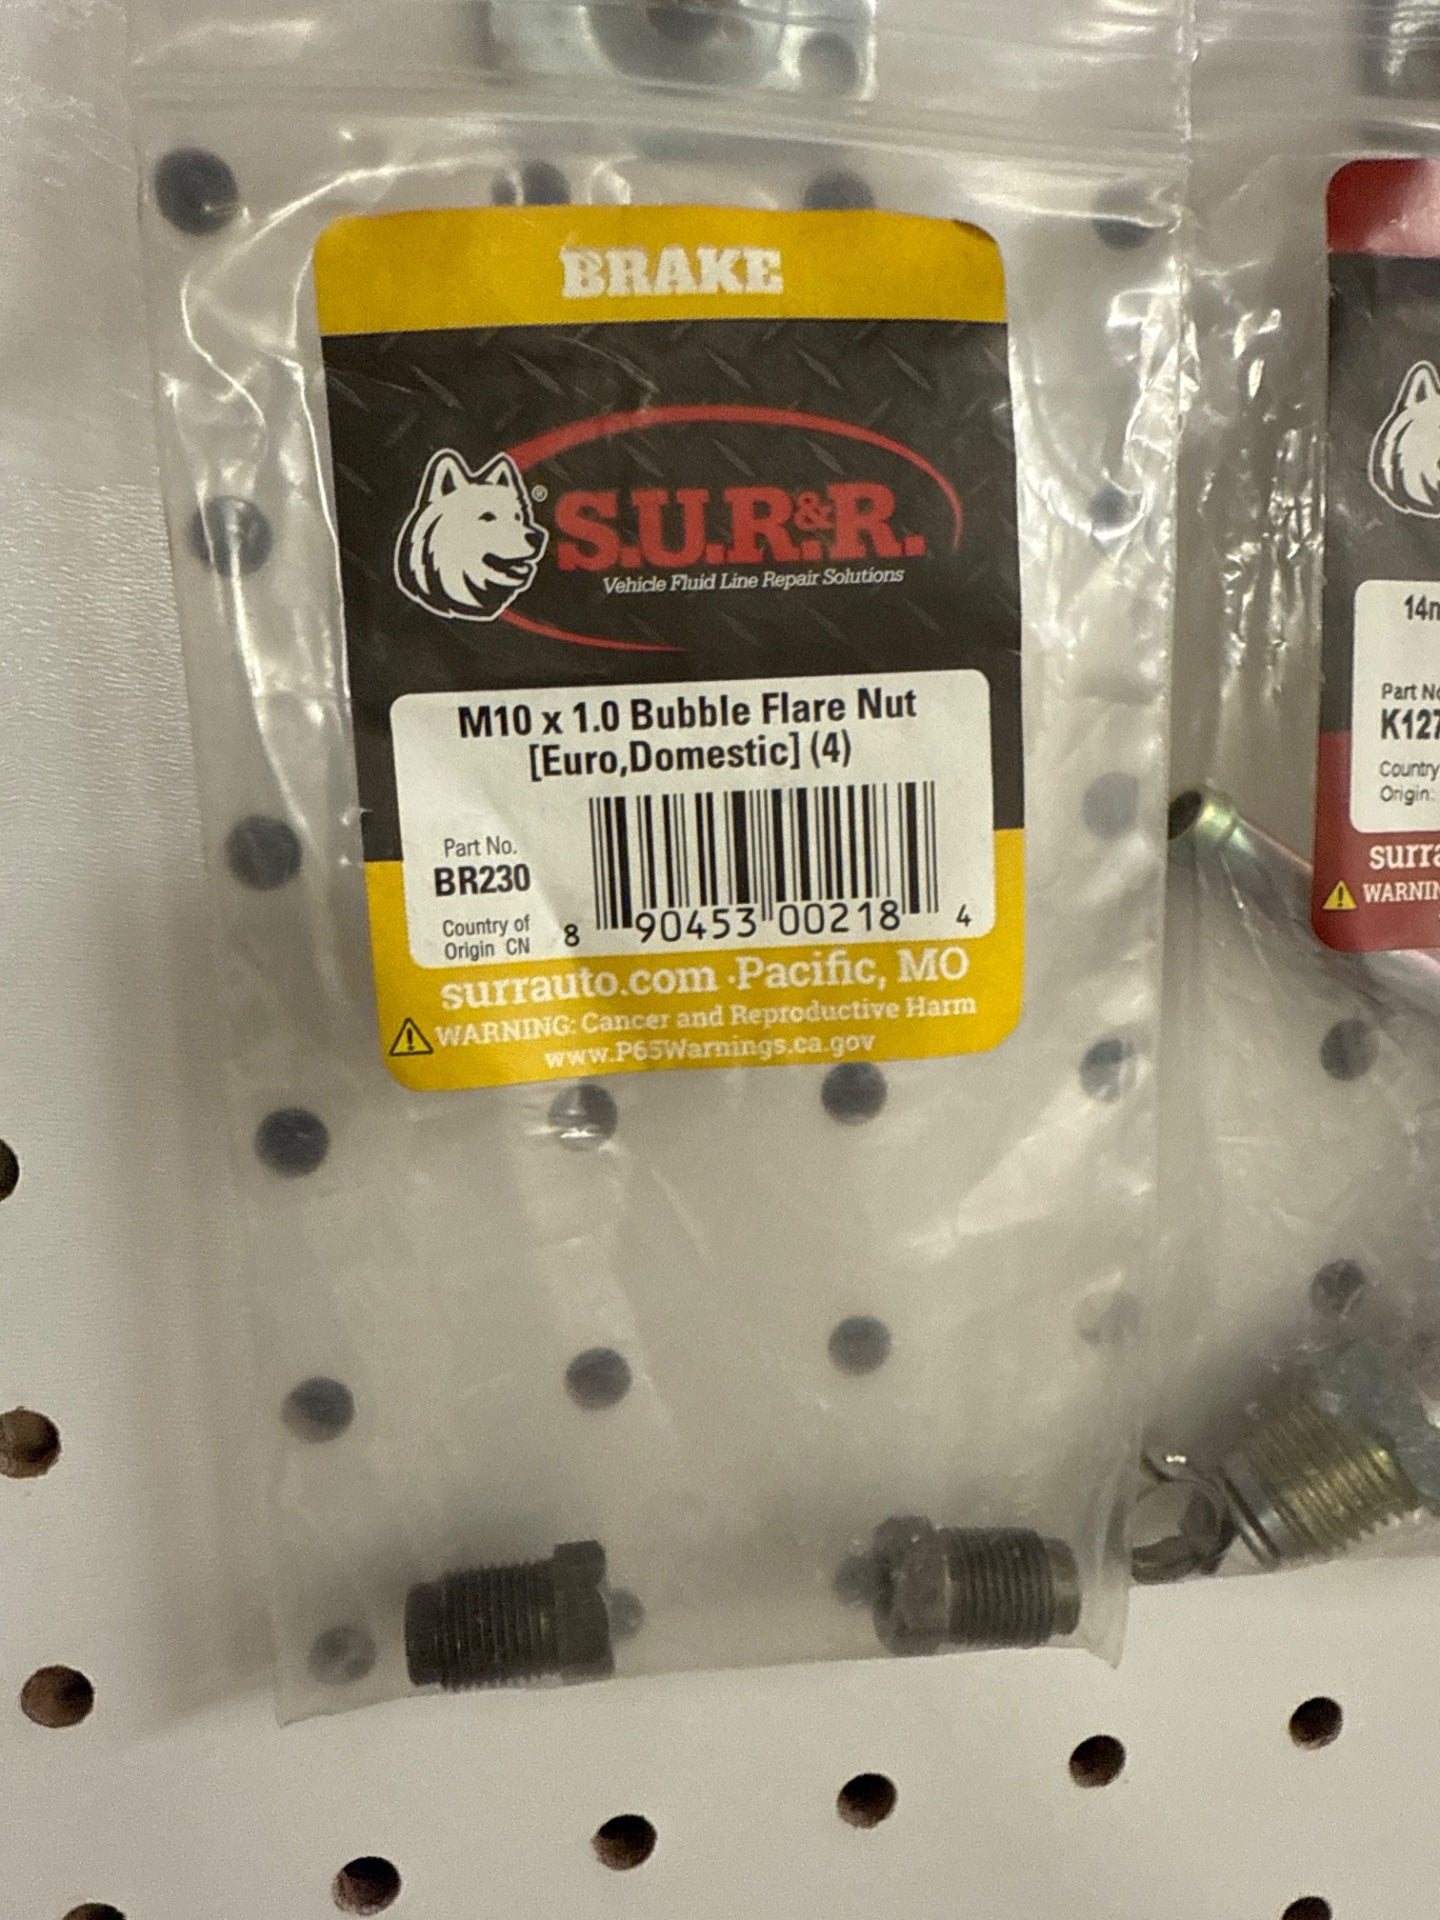 BRAKE
®
S.U.R.&R.
Vehicle Fluid Line Repair Solutions
M10 x 1.0 Bubble Flare Nut
[Euro,Domestic] (4)
Part No.
BR230
Country of
Origin CN
8 90453 00218 4
surrauto.com · Pacific, MO
WARNING: Cancer and Reproductive Harm
www.P65Warnings.ca.gov
Part No
K127
Country
Origin: